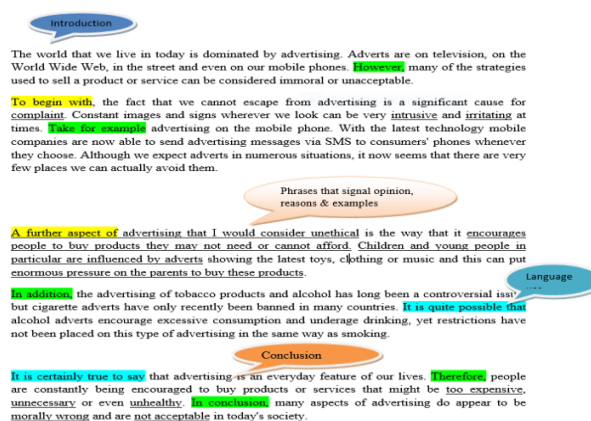 Introduction
The world that we live in today is dominated by advertising. Adverts are on television, on the
World Wide Web, in the street and even on our mobile phones. However, many of the strategies
used to sell a product or service can be considered immoral or unacceptable.
To begin with, the fact that we cannot escape from advertising is a significant cause for
complaint. Constant images and signs wherever we look can be very intrusive and irritating at
times. Take for example advertising on the mobile phone. With the latest technology mobile
companies are now able to send advertising messages via SMS to consumers' phones whenever
they choose. Although we expect adverts in numerous situations, it now seems that there are very
few places we can actually avoid them.
Phrases that signal opinion,
reasons & examples
A further aspect of advertising that I would consider unethical is the way that it encourages
people to buy products they may not need or cannot afford. Children and young people in
particular are influenced by adverts showing the latest toys, clothing or music and this can put
enormous pressure on the parents to buy these products.
Language
In addition, the advertising of tobacco products and alcohol has long been a controversial
but cigarette adverts have only recently been banned in many countries. It is quite possible that
alcohol adverts encourage excessive consumption and underage drinking, yet restrictions have
not been placed on this type of advertising in the same way as smoking.
Conclusion
It is certainly true to say that advertising is an everyday feature of our lives. Therefore, people
are constantly being encouraged to buy products or services that might be too expensive,
unnecessary or even unhealthy. In conclusion, many aspects of advertising do appear to be
morally wrong and are not acceptable in today's society.